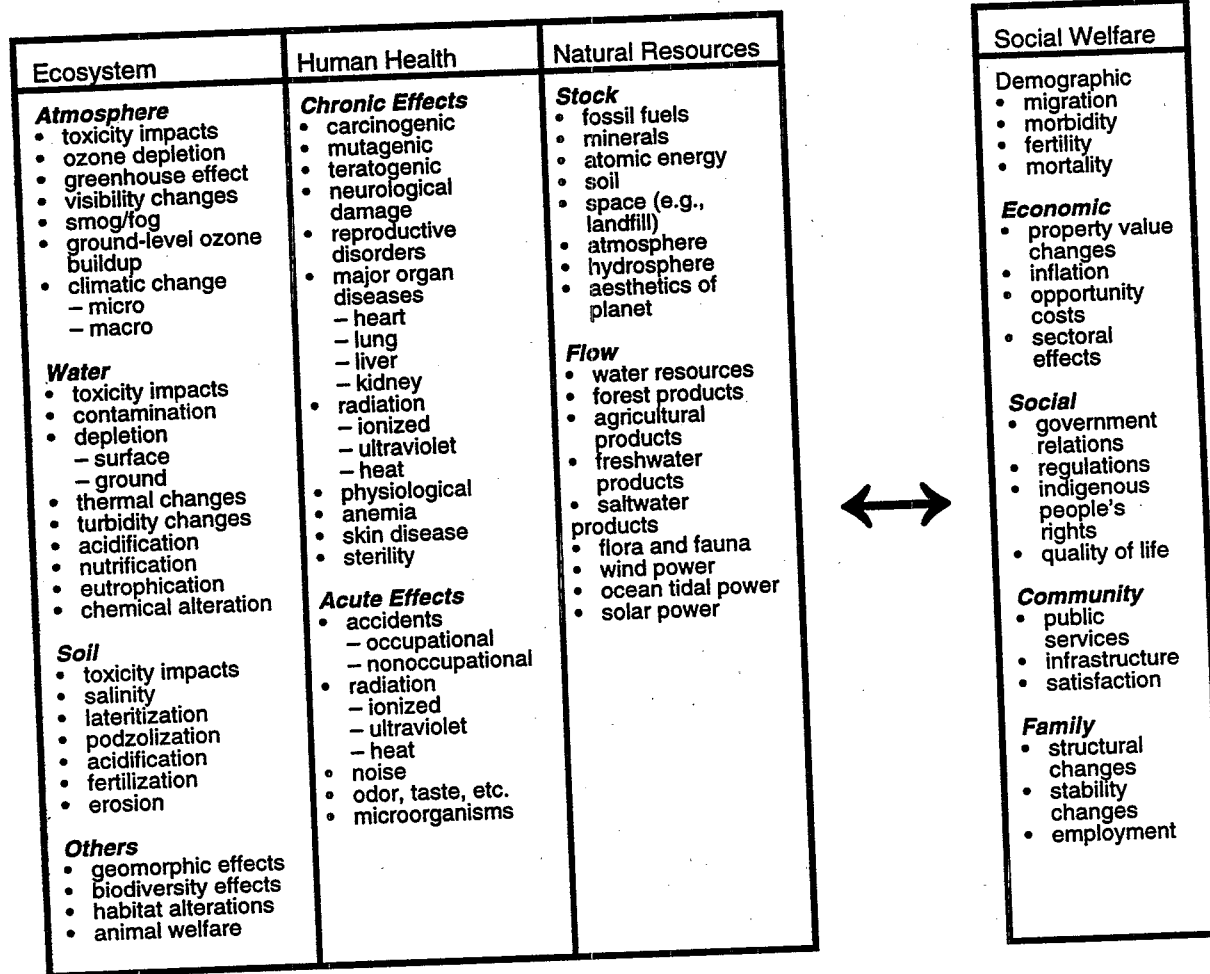 Ecosystem
Atmosphere
• toxicity impacts
• ozone depletion
• greenhouse effect
• visibility changes
• smog/fog
• ground-level ozone
buildup
• climatic change
– micro
– macro
Water
• toxicity impacts
• contamination
• depletion
– surface
– ground
• thermal changes
• turbidity changes
• acidification
• nutrification
• eutrophication
• chemical alteration
Soil
• toxicity impacts
• salinity
• lateritization
• podzolization
• acidification
• fertilization
• erosion
Others
• geomorphic effects
• biodiversity effects
• habitat alterations
• animal welfare
Human Health
Chronic Effects
• carcinogenic
• mutagenic
• teratogenic
• neurological
damage
• reproductive
disorders
• major organ
diseases
– heart
– lung
– liver
– kidney
• radiation
– ionized
– ultraviolet
– heat
• physiological
• anemia
• skin disease
• sterility
Acute Effects
• accidents
– occupational
– nonoccupational
• radiation
– ionized
– ultraviolet
– heat
• noise
• odor, taste, etc.
• microorganisms
Natural Resources
Stock
• fossil fuels
• minerals
• atomic energy
• soil
• space (e.g.,
landfill)
• atmosphere
• hydrosphere
• aesthetics of
planet
Flow
• water resources
• forest products
• agricultural
products
• freshwater
products
• saltwater
products
• flora and fauna
• wind power
• ocean tidal power
• solar power
Social Welfare
Demographic
• migration
• morbidity
• fertility
• mortality
Economic
• property value
changes
• inflation
• opportunity
costs
• sectoral
effects
Social
• government
relations
• regulations
• indigenous
people's
rights
• quality of life
Community
• public
services
• infrastructure
• satisfaction
Family
• structural
changes
• stability
changes
• employment